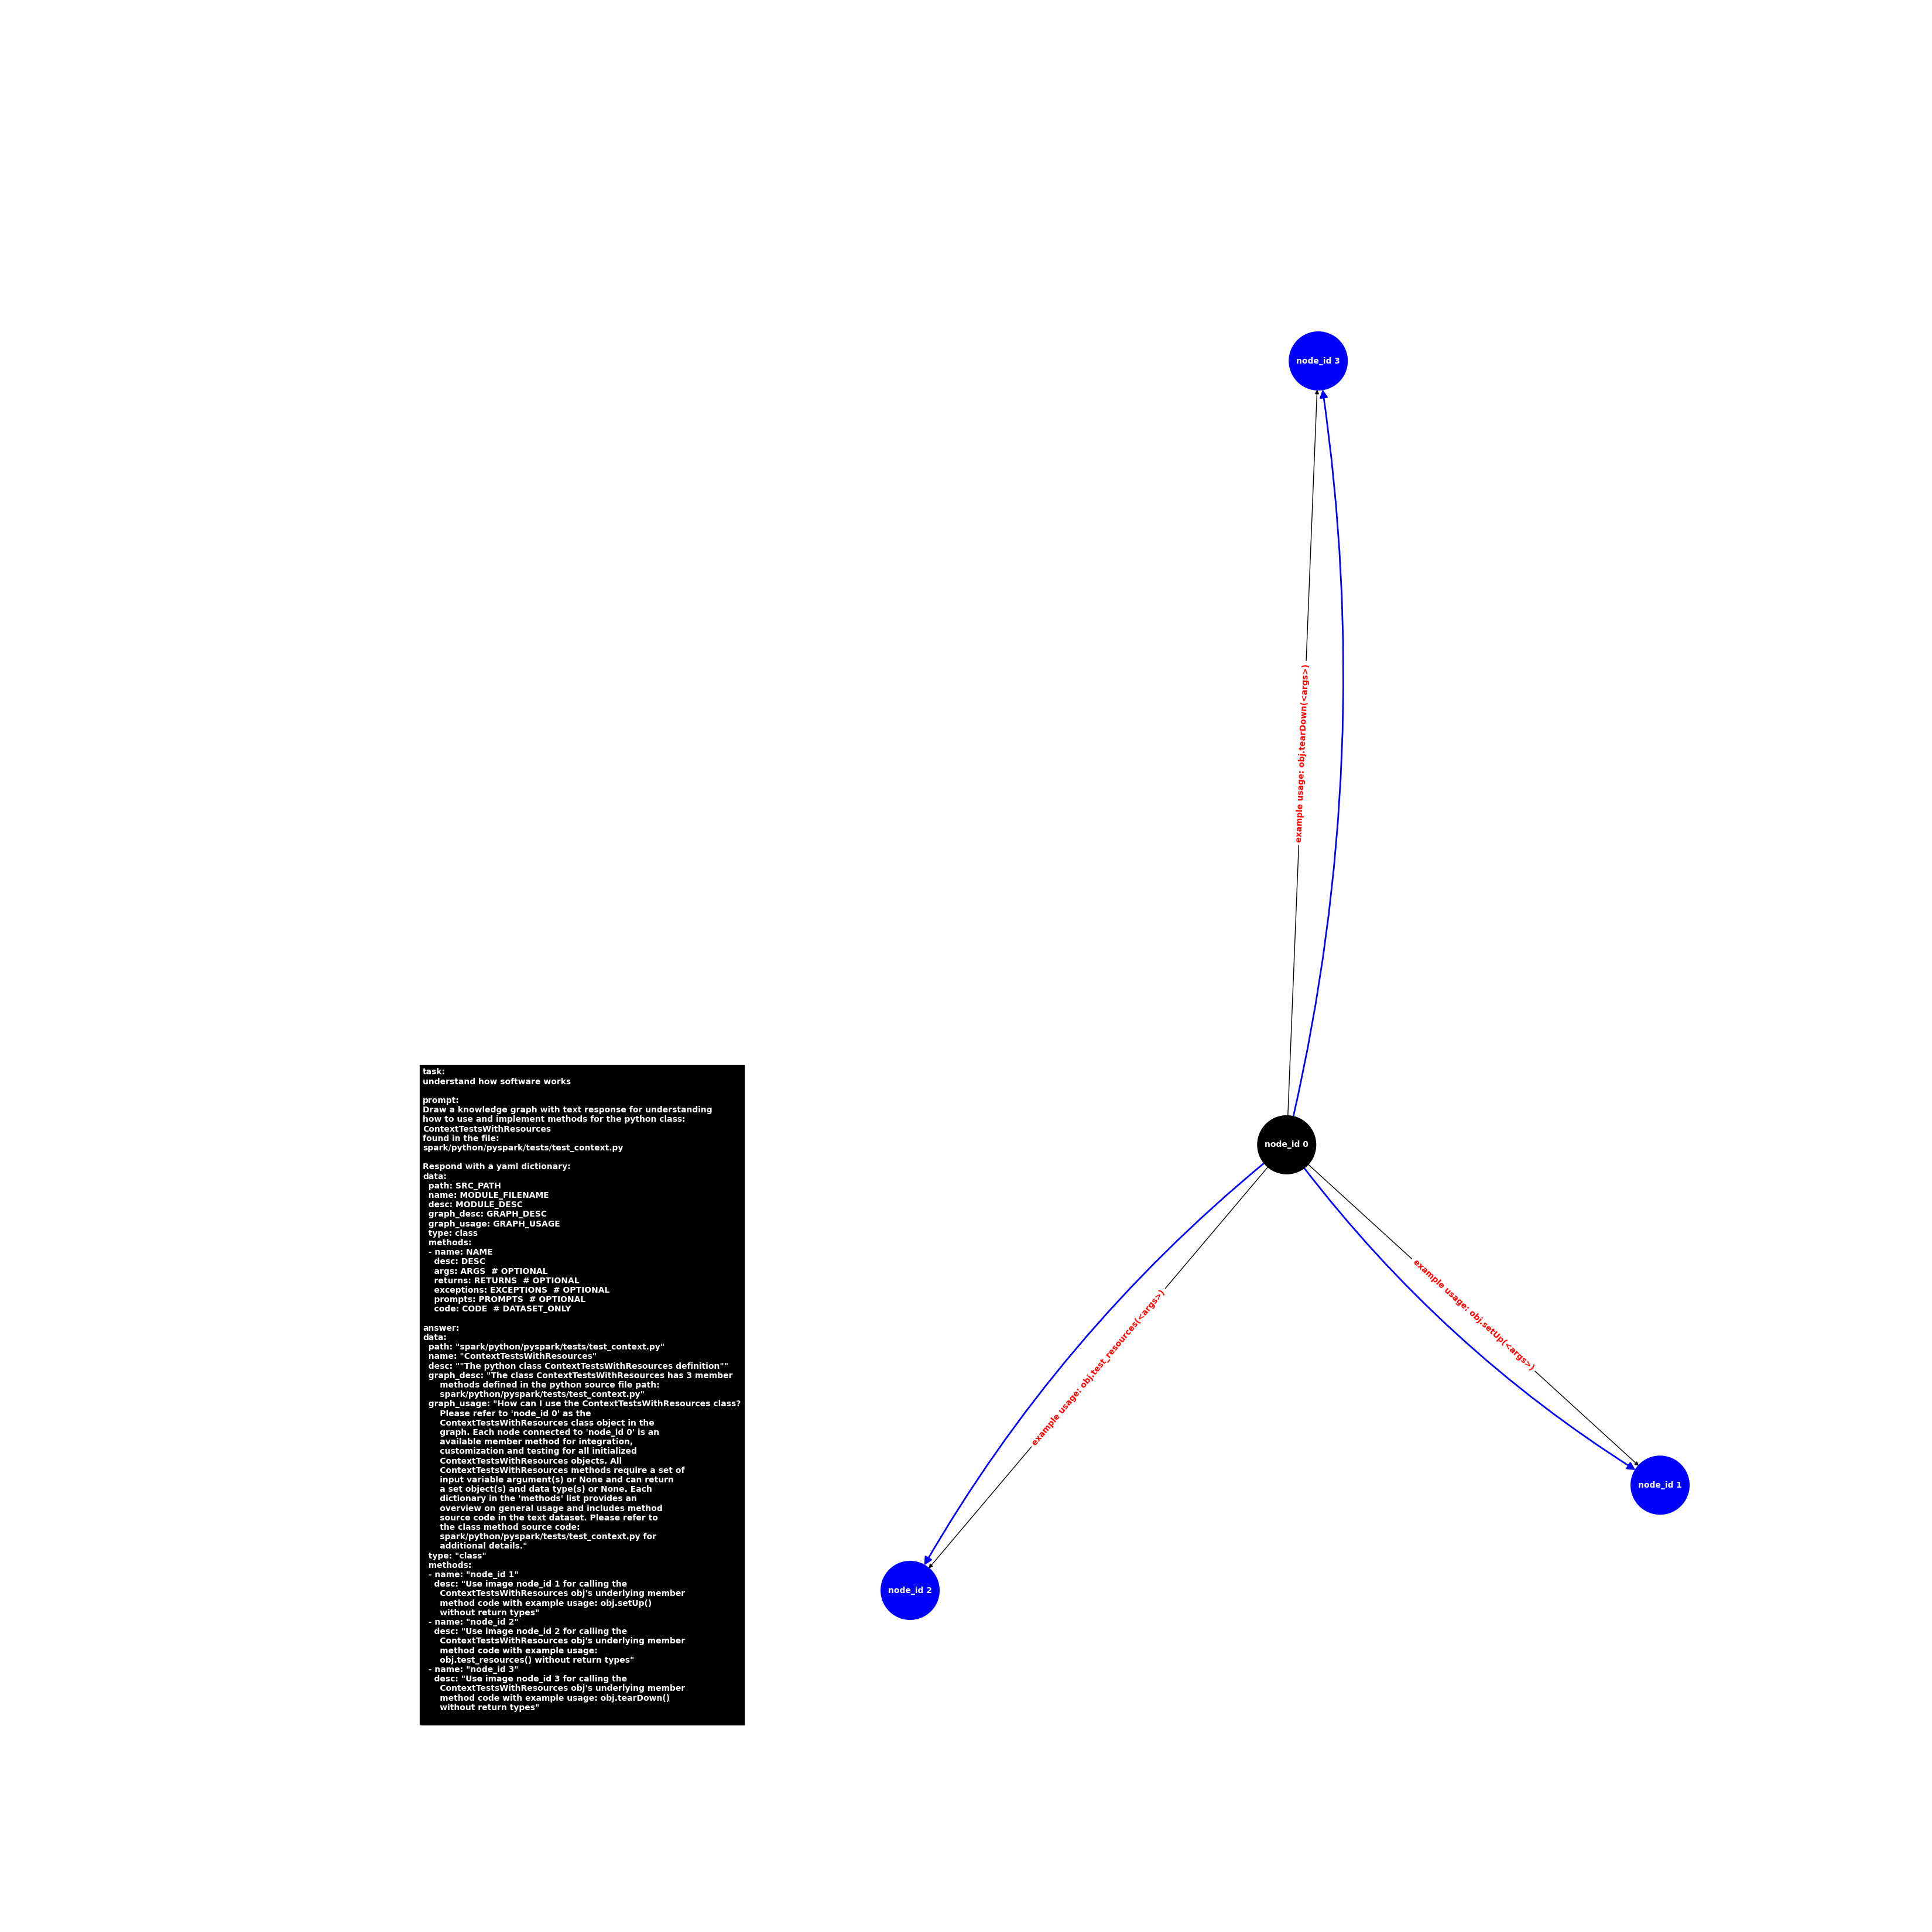 node_id 3
example usage: obj.tearDown(<args>)
node_id 0
example usage: obj.setUp(<args>)
example usage: obj.test_resources(<args>)
node_id 1
node_id 2
task:
understand how software works

prompt:
Draw a knowledge graph with text response for understanding
how to use and implement methods for the python class:
ContextTestsWithResources
found in the file:
spark/python/pyspark/tests/test_context.py

Respond with a yaml dictionary:
data:
  path: SRC_PATH
  name: MODULE_FILENAME
  desc: MODULE_DESC
  graph_desc: GRAPH_DESC
  graph_usage: GRAPH_USAGE
  type: class
  methods:
  - name: NAME
    desc: DESC
    args: ARGS  # OPTIONAL
    returns: RETURNS  # OPTIONAL
    exceptions: EXCEPTIONS  # OPTIONAL
    prompts: PROMPTS  # OPTIONAL
    code: CODE  # DATASET_ONLY

answer:
data:
  path: "spark/python/pyspark/tests/test_context.py"
  name: "ContextTestsWithResources"
  desc: ""The python class ContextTestsWithResources definition""
  graph_desc: "The class ContextTestsWithResources has 3 member
      methods defined in the python source file path:
      spark/python/pyspark/tests/test_context.py"
  graph_usage: "How can I use the ContextTestsWithResources class?
      Please refer to 'node_id 0' as the
      ContextTestsWithResources class object in the
      graph. Each node connected to 'node_id 0' is an
      available member method for integration,
      customization and testing for all initialized
      ContextTestsWithResources objects. All
      ContextTestsWithResources methods require a set of
      input variable argument(s) or None and can return
      a set object(s) and data type(s) or None. Each
      dictionary in the 'methods' list provides an
      overview on general usage and includes method
      source code in the text dataset. Please refer to
      the class method source code:
      spark/python/pyspark/tests/test_context.py for
      additional details."
  type: "class"
  methods:
  - name: "node_id 1"
    desc: "Use image node_id 1 for calling the
      ContextTestsWithResources obj's underlying member
      method code with example usage: obj.setUp()
      without return types"
  - name: "node_id 2"
    desc: "Use image node_id 2 for calling the
      ContextTestsWithResources obj's underlying member
      method code with example usage:
      obj.test_resources() without return types"
  - name: "node_id 3"
    desc: "Use image node_id 3 for calling the
      ContextTestsWithResources obj's underlying member
      method code with example usage: obj.tearDown()
      without return types"